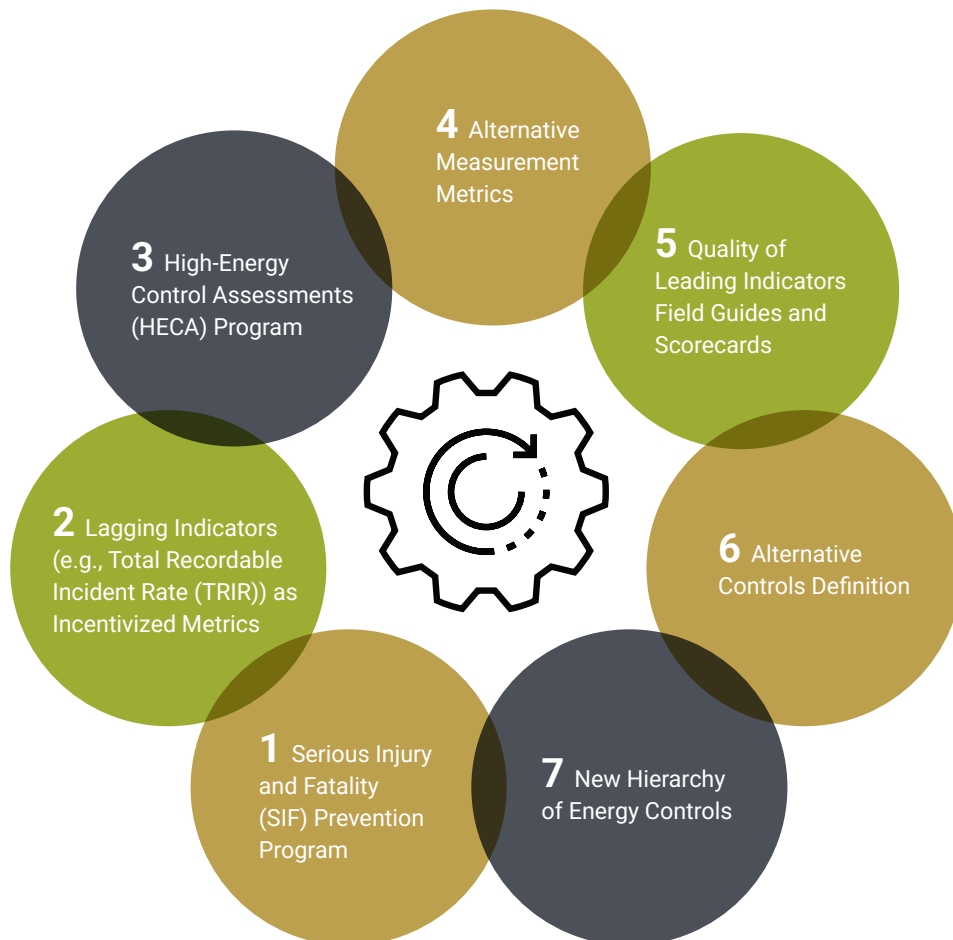 1 Serious Injury
and Fatality
(SIF) Prevention
Program
2 Lagging Indicators
(e.g., Total Recordable
Incident Rate (TRIR)) as
Incentivized Metrics
3 High-Energy
Control Assessments
(HECA) Program
4 Alternative
Measurement
Metrics
5 Quality of
Leading Indicators
Field Guides and
Scorecards
6 Alternative
Controls Definition
7 New Hierarchy
of Energy Controls